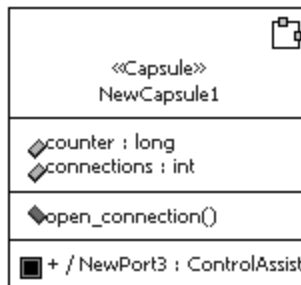 «Capsule»
NewCapsule1
counter : long
connections : int
open_connection()
+ / NewPort3 : ControlAssist